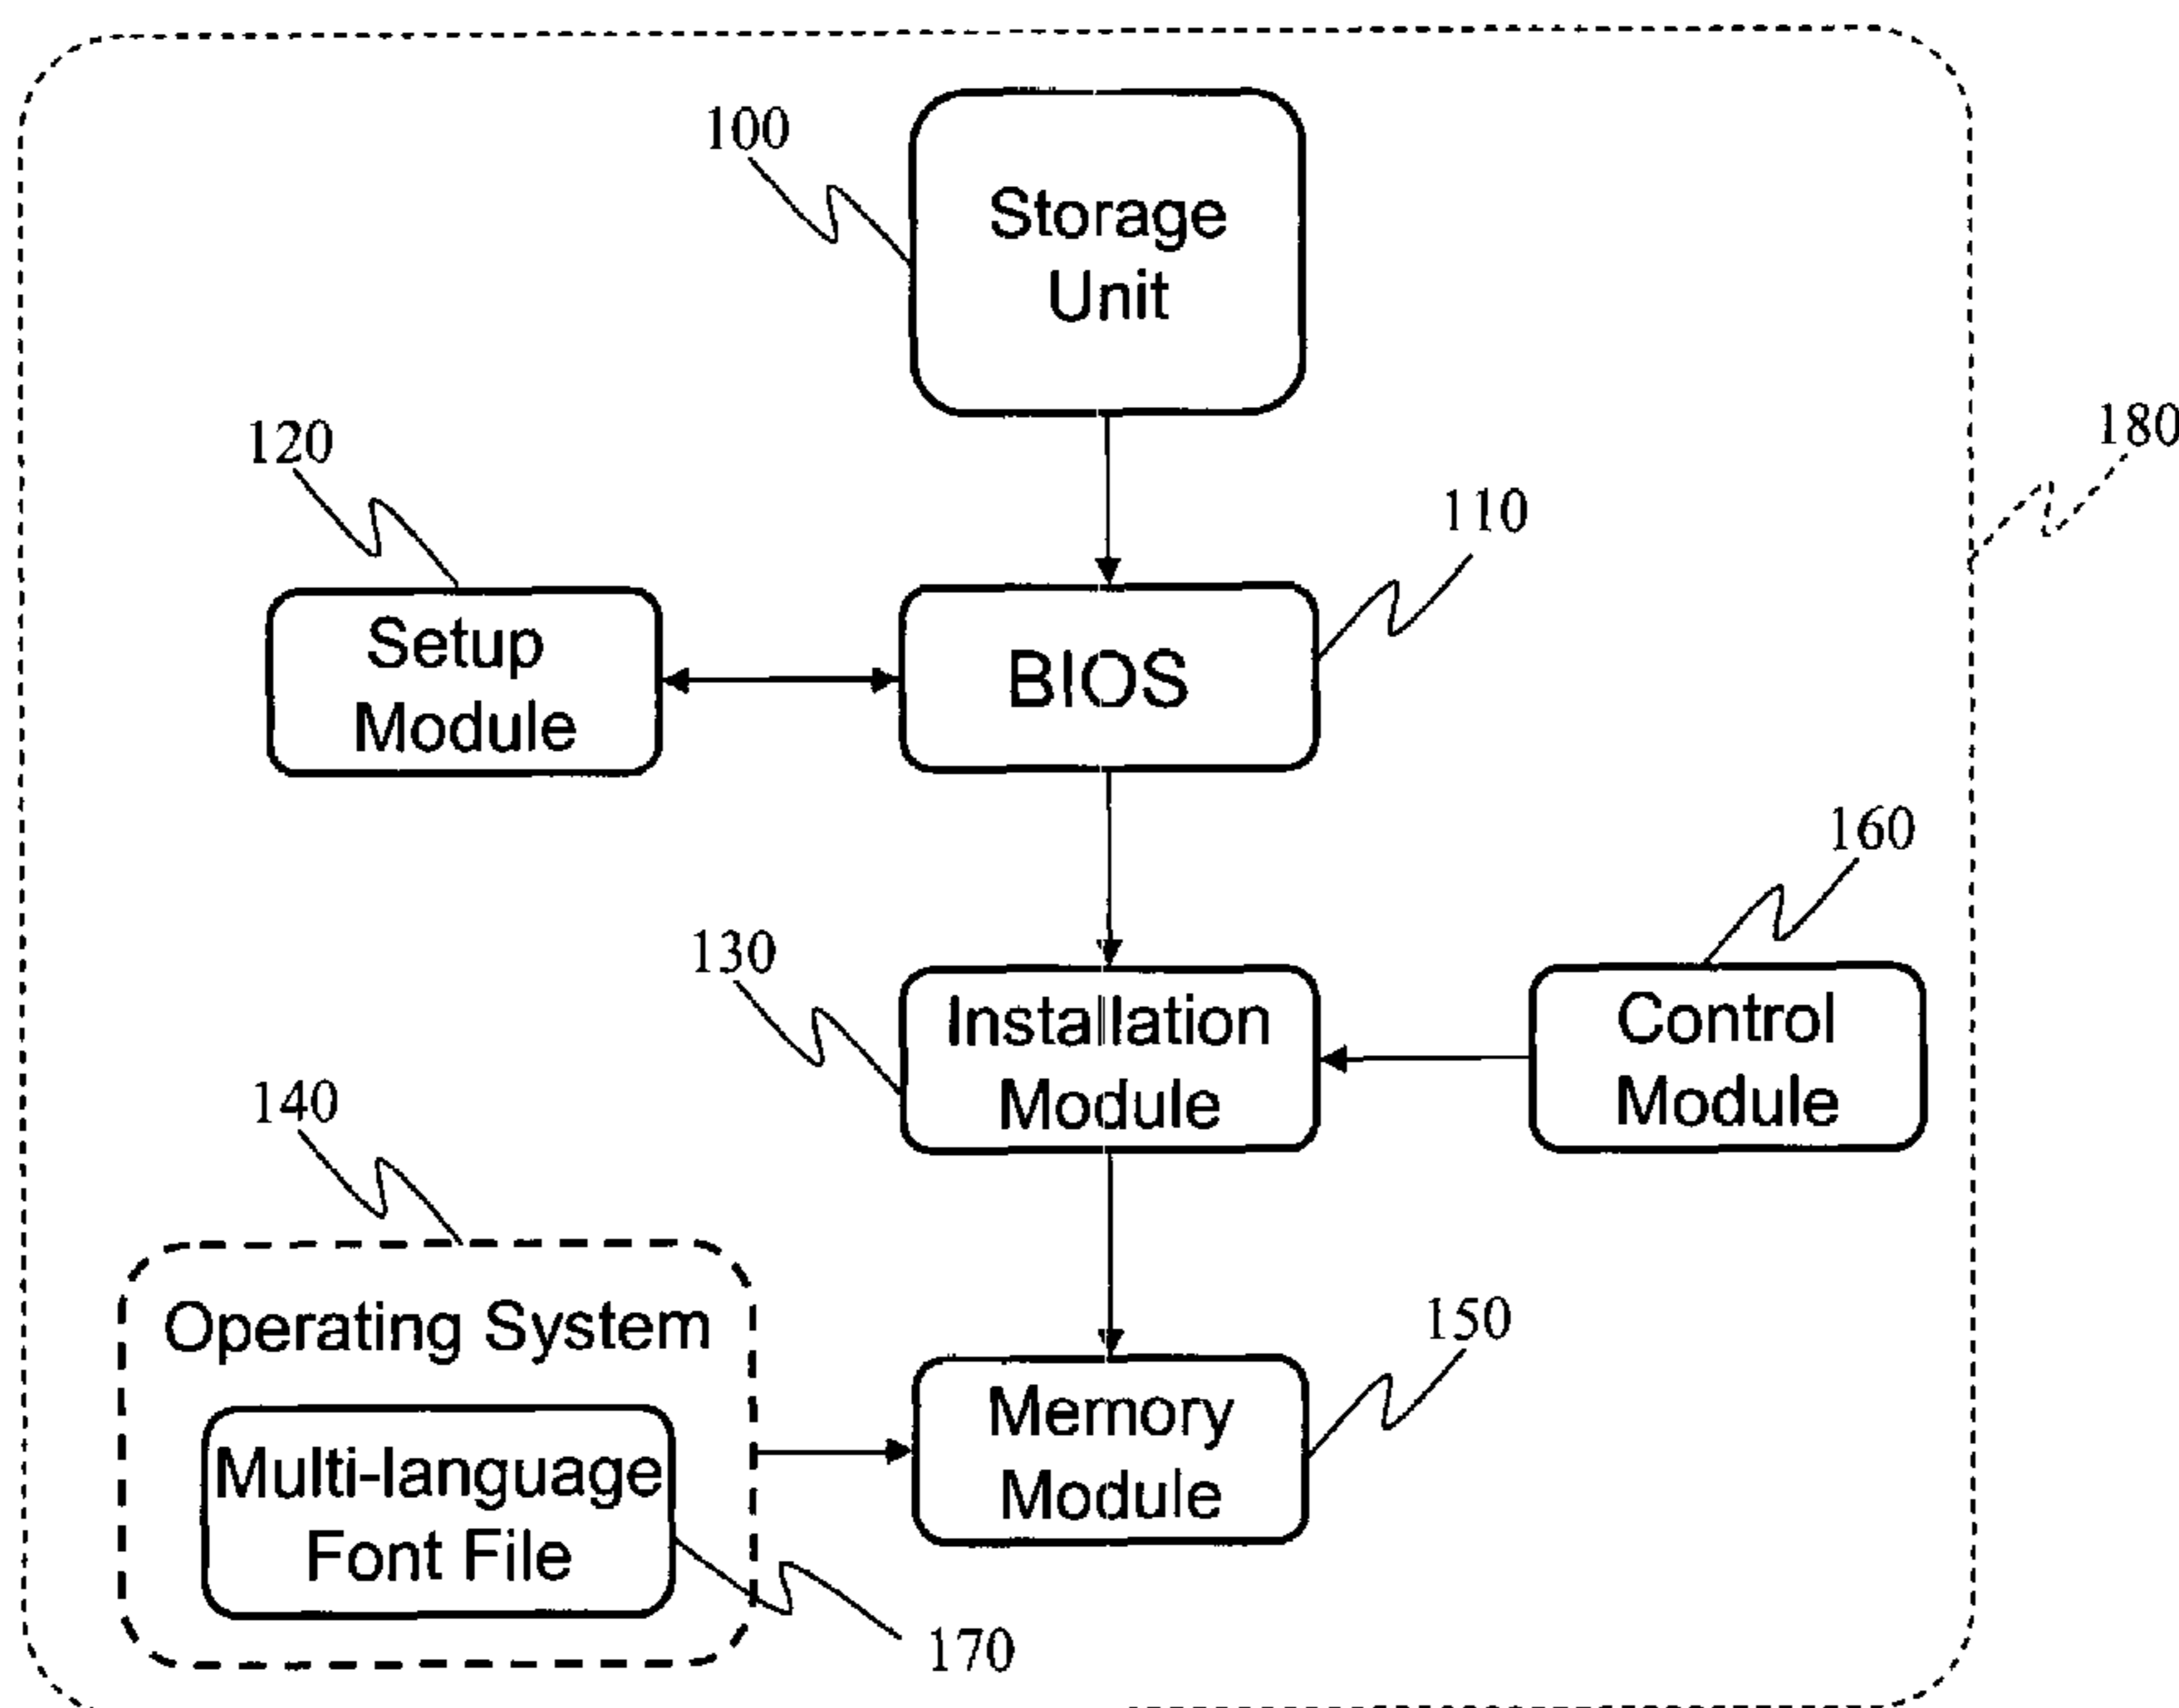 100
Storage
Unit
120
180
110
Setup
Module
BIOS
160
130
Installation
Module
Control
Module
140
Operating System
150
Memory
Module
Multi-language
Font File
170